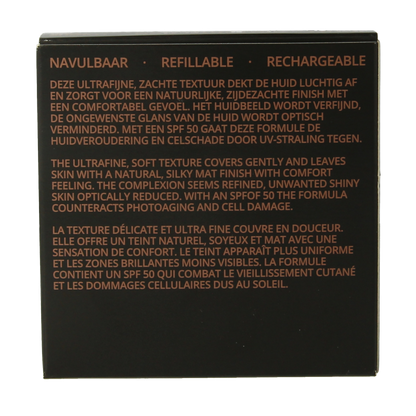 NAVULBAAR · REFILLABLE · RECHARGEABLE
DEZE ULTRAFIJNE, ZACHTE TEXTUUR DEKT DE HUID LUCHTIG AF
EN ZORGT VOOR EEN NATUURLIJKE, ZIJDEZACHTE FINISH MET
EEN COMFORTABEL GEVOEL. HET HUIDBEELD WORDT VERFIJND,
DE ONGEWENSTE GLANS VAN DE HUID WORDT OPTISCH
VERMINDERD. MET EEN SPF 50 GAAT DEZE FORMULE DE
HUIDVEROUDERING EN CELSCHADE DOOR UV-STRALING TEGEN.
THE ULTRAFINE, SOFT TEXTURE COVERS GENTLY AND LEAVES
SKIN WITH A NATURAL, SILKY MAT FINISH WITH COMFORT
FEELING. THE COMPLEXION SEEMS REFINED, UNWANTED SHINY
SKIN OPTICALLY REDUCED. WITH AN SPFOF 50 THE FORMULA
COUNTERACTS PHOTOAGING AND CELL DAMAGE.
LA TEXTURE DÉLICATE ET ULTRA FINE COUVRE EN DOUCEUR.
ELLE OFFRE UN TEINT NATUREL, SOYEUX ET MAT AVEC UNE
SENSATION DE CONFORT. LE TEINT APPARAÎT PLUS UNIFORME
ET LES ZONES BRILLANTES MOINS VISIBLES. LA FORMULE
CONTIENT UN SPF 50 QUI COMBAT LE VIEILLISSEMENT CUTANÉ
ET LES DOMMAGES CELLULAIRES DUS AU SOLEIL.